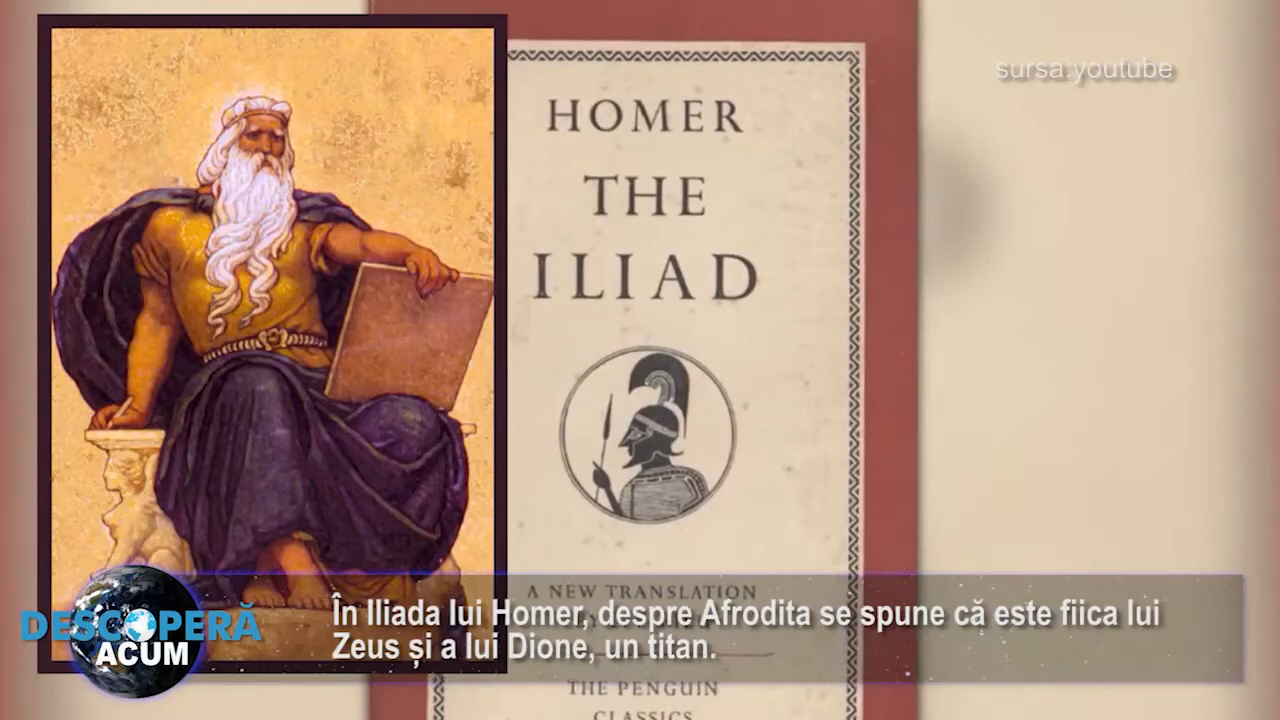 sursa:youtube
HOMER
THE
ILIAD
A NEW TRANSLATION
În Iliada lui Homer, despre Afrodita se spune că este fiica lui
Zeus și a lui Dione, un titan.
DESCOPERĂ
ACUM
THE PENGUIN
CLASSICS